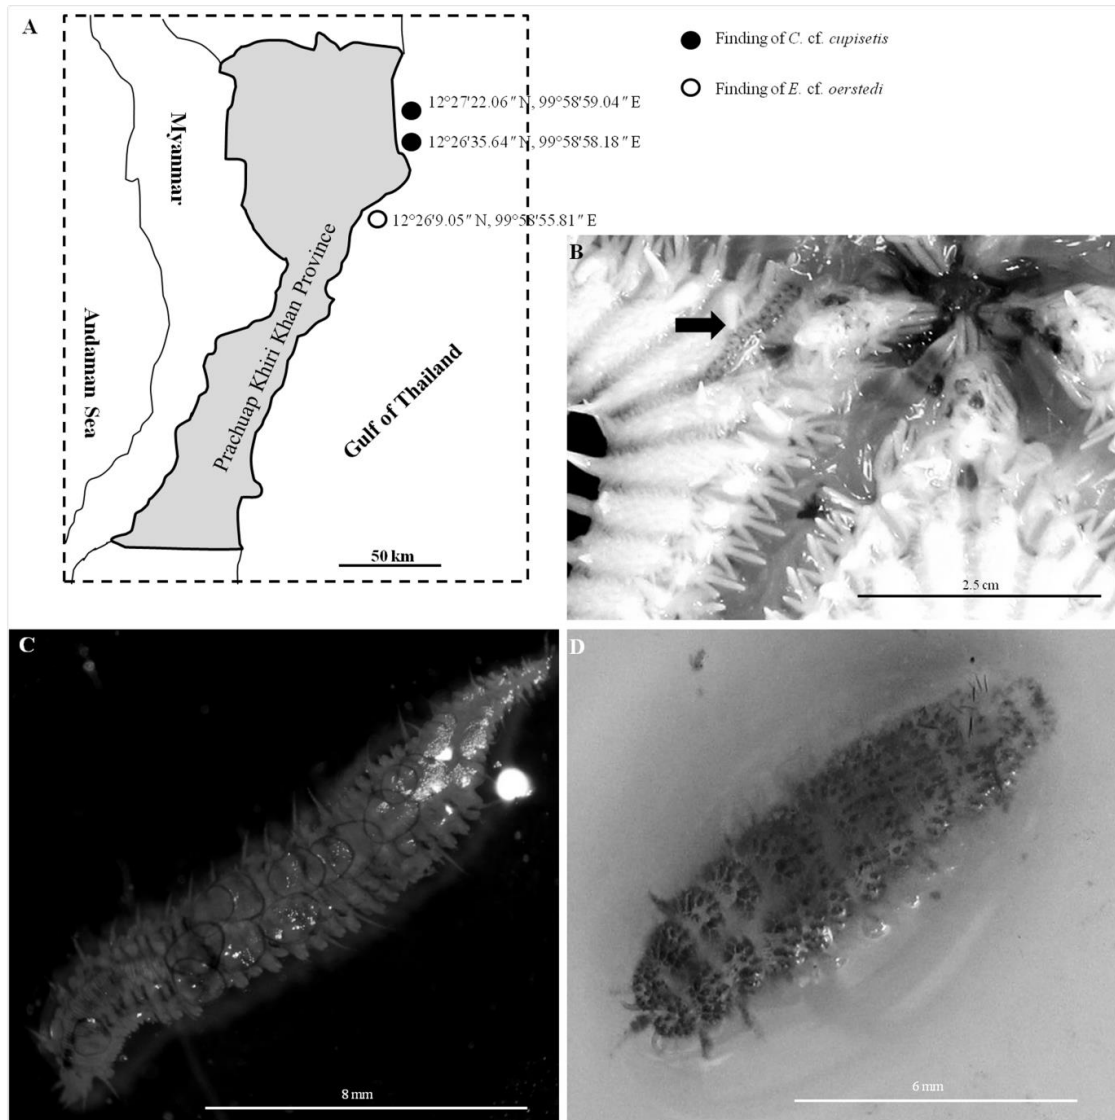 A
Finding of C. cf. cupisetis
Finding of E. cf. oerstedi
12°27'22.06" N, 99°58'59.04" E
12°26'35.64" N, 99°58'58.18" E
12°26'9.05" N, 99°58'55.81" E
Myanmar
Andaman Sea
Prachuap Khiri Khan Province
Gulf of Thailand
50 km
B
2.5 cm
C
8 mm
D
6 mm